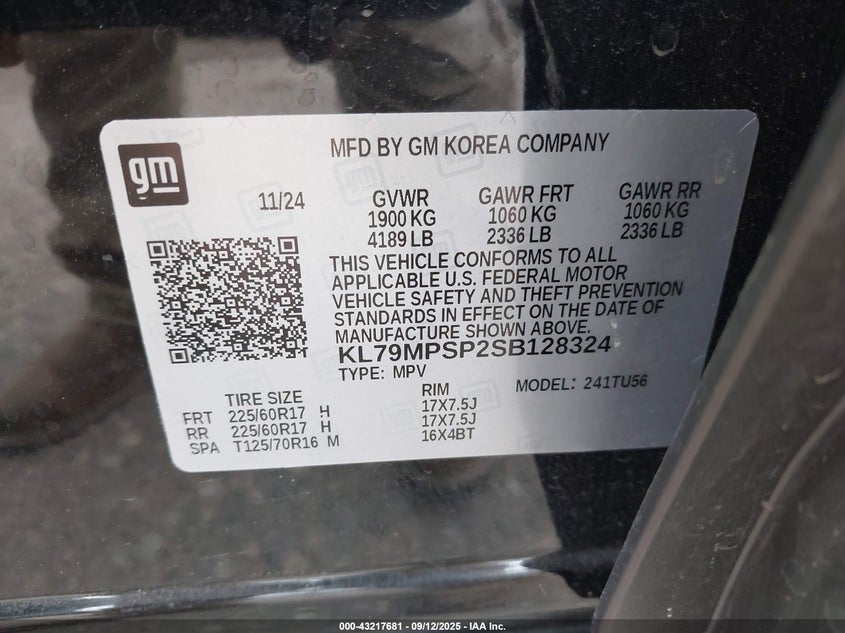 MFD BY GM KOREA COMPANY
gm
11/24
GVWR GAWR FRT GAWR RR
1900 KG 1060 KG 1060 KG
4189 LB 2336 LB 2336 LB
THIS VEHICLE CONFORMS TO ALL
APPLICABLE U.S. FEDERAL MOTOR
VEHICLE SAFETY AND THEFT PREVENTION
STANDARDS IN EFFECT ON THE DATE OF
MANUFACTURE SHOWN ABOVE.
KL79MPSP2SB128324
TYPE: MPV MODEL: 241TU56
TIRE SIZE RIM
FRT 225/60R17 H 17X7.5J
RR 225/60R17 H 17X7.5J
SPA T125/70R16 M 16X4BT
000-43217681 - 09/12/2025 - IAA Inc.